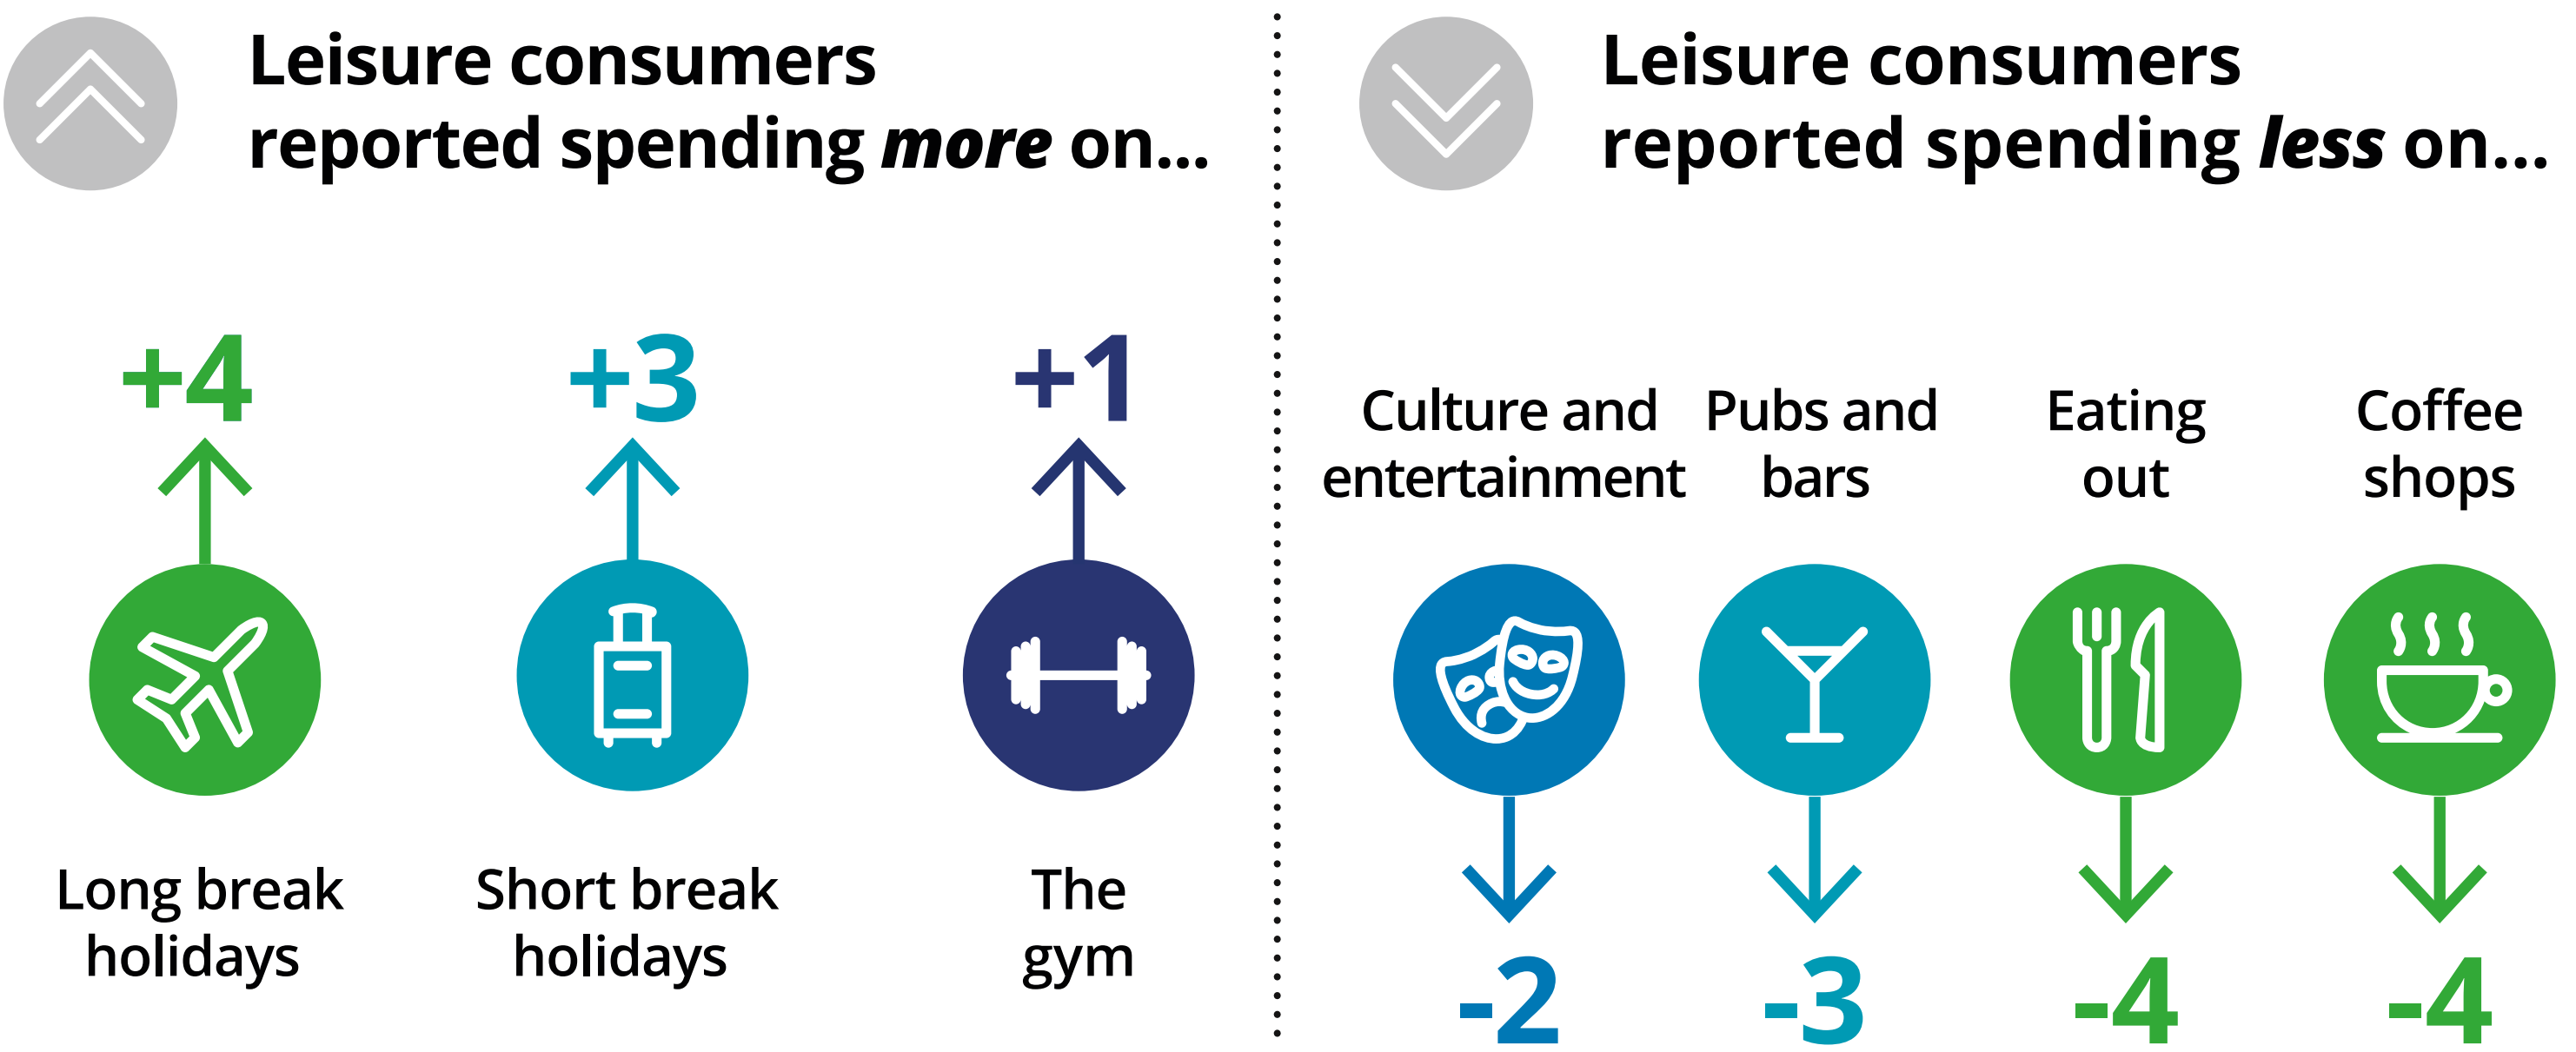 Leisure consumers
reported spending more on...
+4
+3
+1
Long break
holidays
Short break
holidays
The
gym
Leisure consumers
reported spending less on...
Culture and
entertainment
Pubs and
bars
Eating
out
Coffee
shops
-2
-3
-4
-4